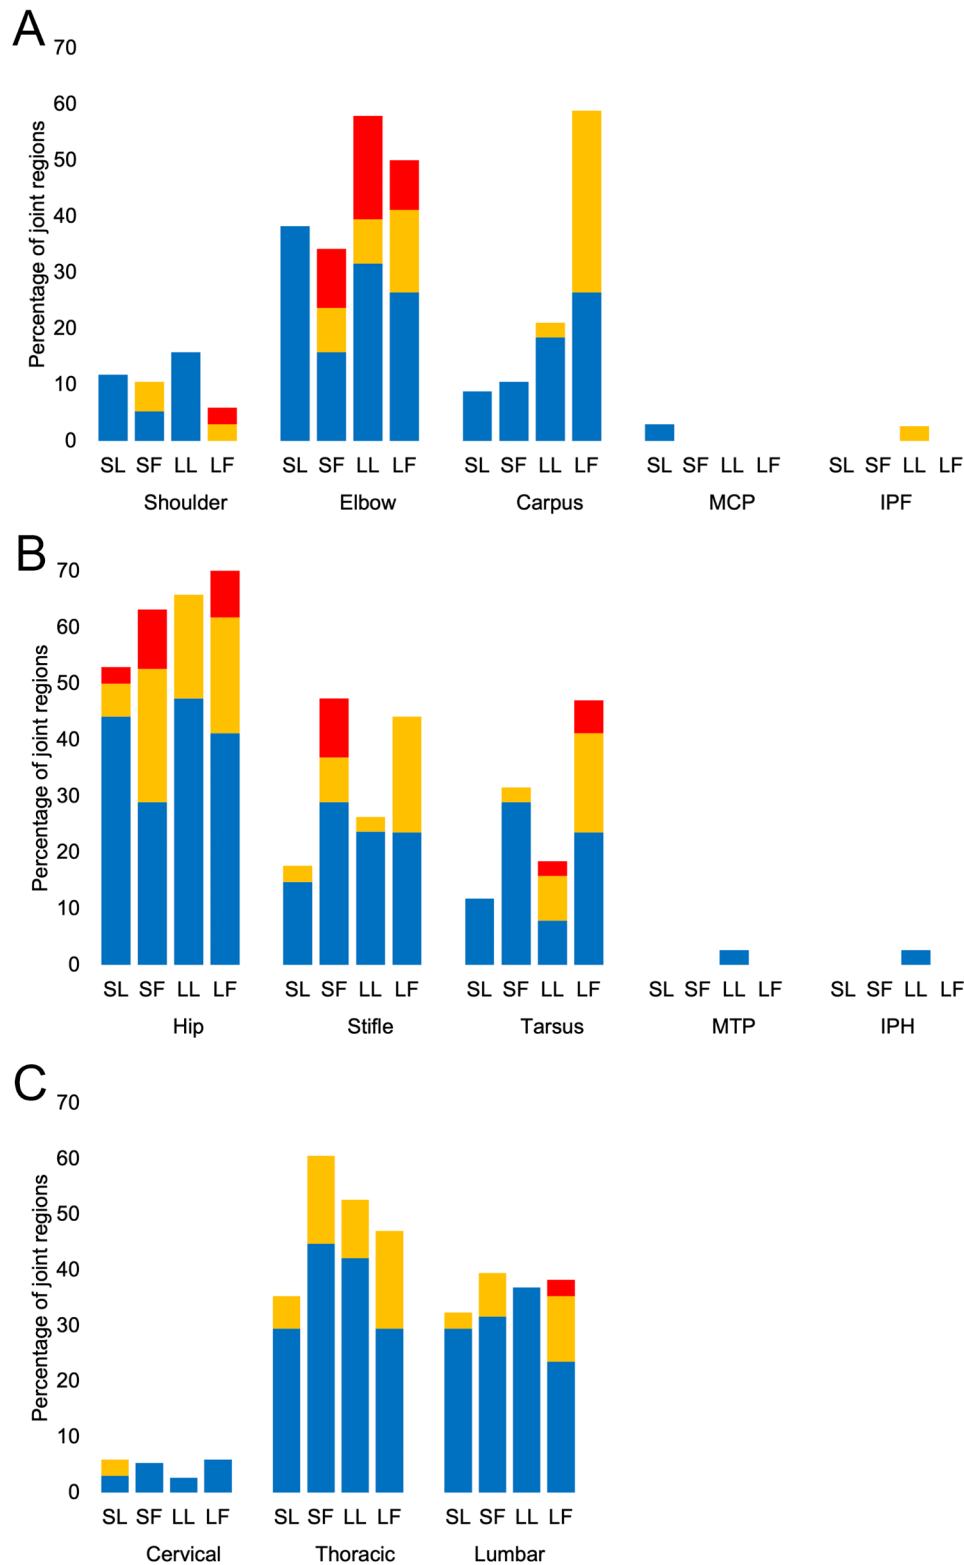 A
70
60
50
40
30
20
10
0
Percentage of joint regions
SL SF LL LF SL SF LL LF SL SF LL LF SL SF LL LF SL SF LL LF
Shoulder Elbow Carpus MCP IPF
B
70
60
50
40
30
20
10
0
Percentage of joint regions
SL SF LL LF SL SF LL LF SL SF LL LF SL SF LL LF SL SF LL LF
Hip Stifle Tarsus MTP IPH
C
70
60
50
40
30
20
10
0
Percentage of joint regions
SL SF LL LF SL SF LL LF SL SF LL LF
Cervical Thoracic Lumbar